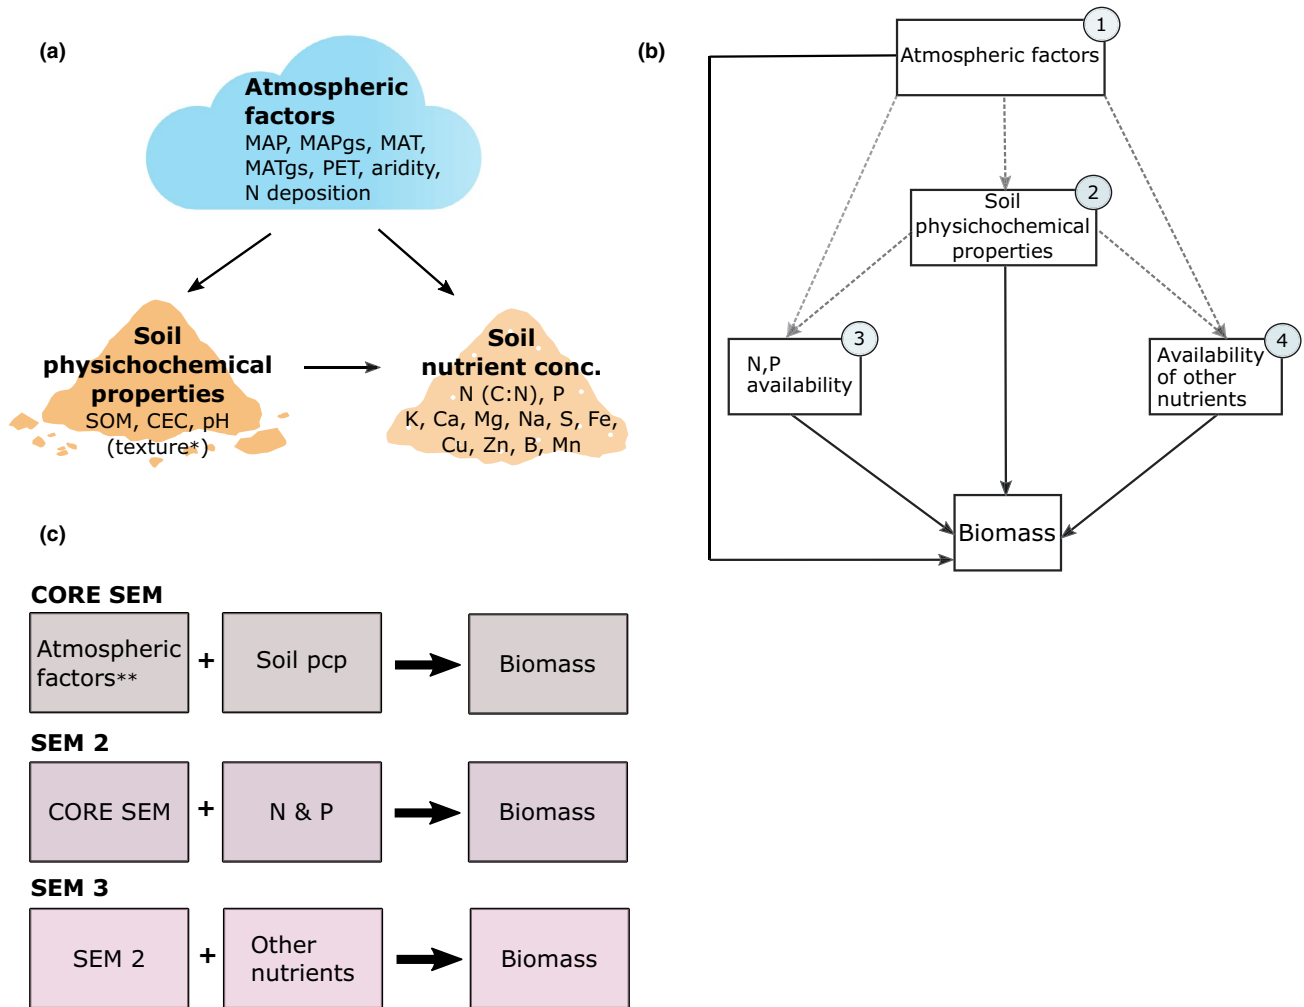 (a)
Atmospheric
factors
MAP, MAPgs, MAT,
MATgs, PET, aridity,
N deposition
Soil
physichochemical
properties
SOM, CEC, pH
(texture*)
Soil
nutrient conc.
N (C:N), P
K, Ca, Mg, Na, S, Fe,
Cu, Zn, B, Mn
(b)
1
Atmospheric factors
2
Soil
physichochemical
properties
3
N,P
availability
4
Availability
of other
nutrients
Biomass
(c)
CORE SEM
Atmospheric
factors**
+
Soil pcp
Biomass
SEM 2
CORE SEM
+
N & P
Biomass
SEM 3
SEM 2
+
Other
nutrients
Biomass